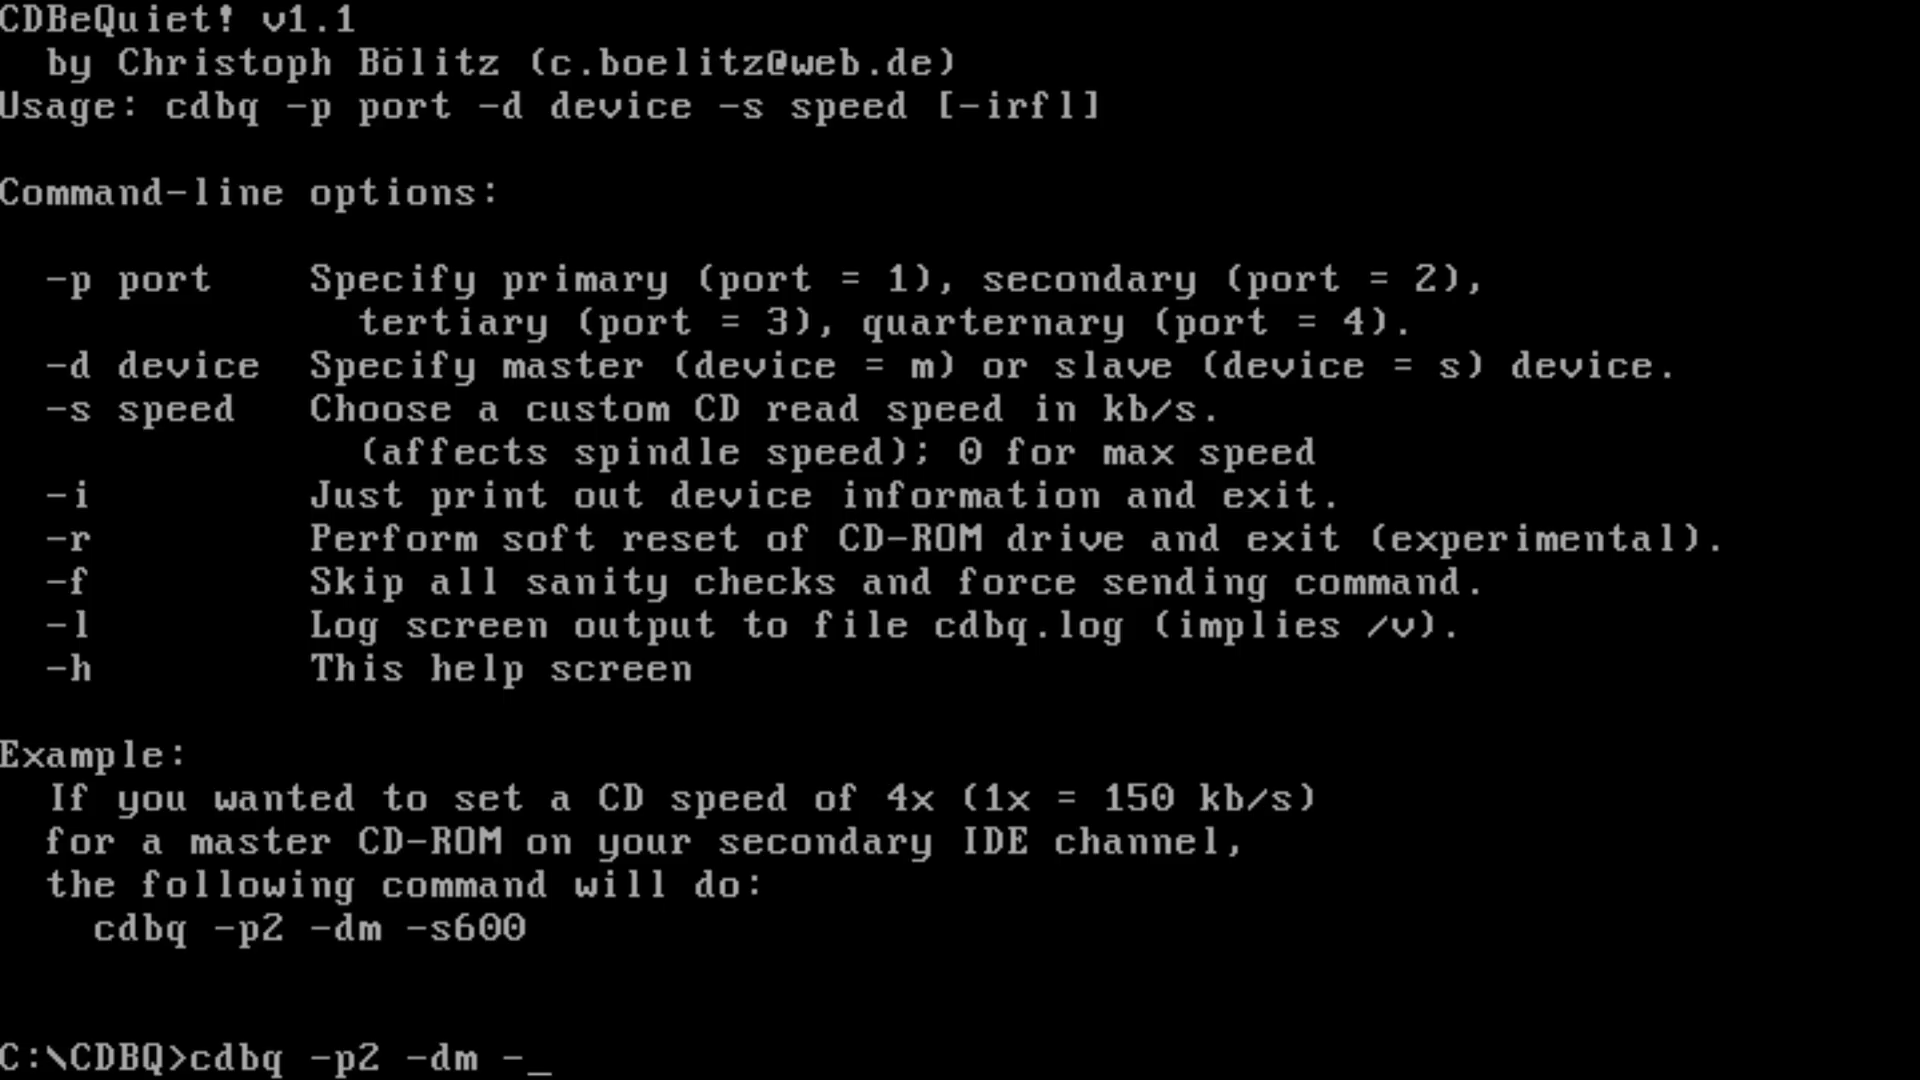 CDBeQuiet! v1.1
by Christoph Bölitz (c.boelitz@web.de)
Usage: cdbq -p port -d device -s speed [-irfl]
Command-line options:
-p port Specify primary (port = 1), secondary (port = 2),
tertiary (port = 3), quarternary (port = 4).
-d device Specify master (device = m) or slave (device = s) device.
-s speed Choose a custom CD read speed in kb/s.
(affects spindle speed); 0 for max speed
-i Just print out device information and exit.
-r Perform soft reset of CD-ROM drive and exit (experimental).
-f Skip all sanity checks and force sending command.
-l Log screen output to file cdbq.log (implies /v).
-h This help screen
Example:
If you wanted to set a CD speed of 4x (1x = 150 kb/s)
for a master CD-ROM on your secondary IDE channel,
the following command will do:
cdbq -p2 -dm -s600
C:\CDBQ>cdbq -p2 -dm -_